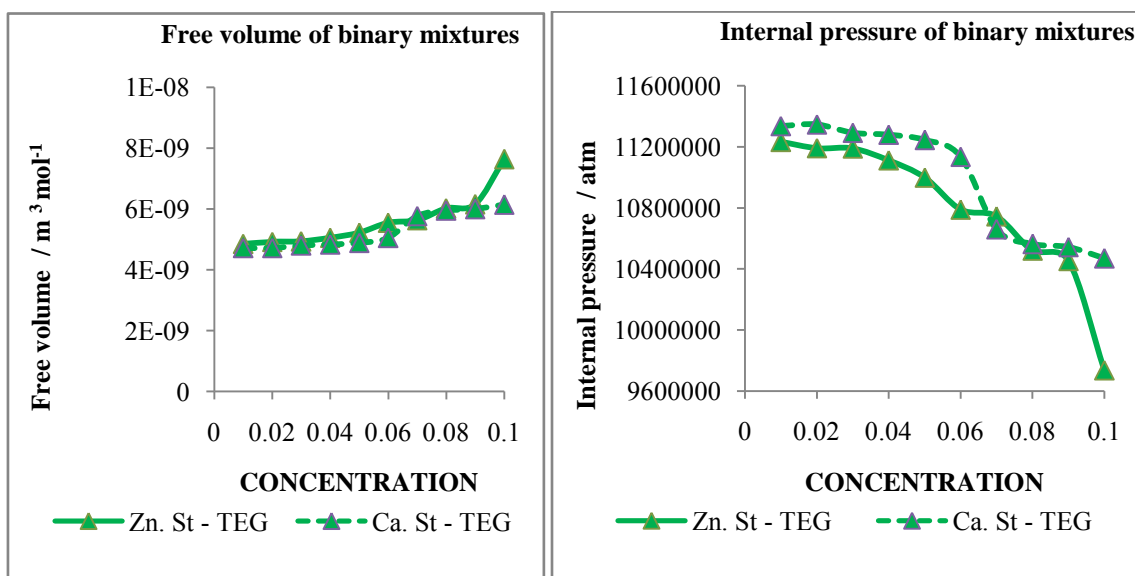 Free volume of binary mixtures
Free volume / m ³ mol-¹
1E-08
8E-09
6E-09
4E-09
2E-09
0
0 0.02 0.04 0.06 0.08 0.1
CONCENTRATION
Zn. St - TEG Ca. St - TEG
Internal pressure of binary mixtures
Internal pressure / atm
11600000
11200000
10800000
10400000
10000000
9600000
0 0.02 0.04 0.06 0.08 0.1
CONCENTRATION
Zn. St - TEG Ca. St - TEG